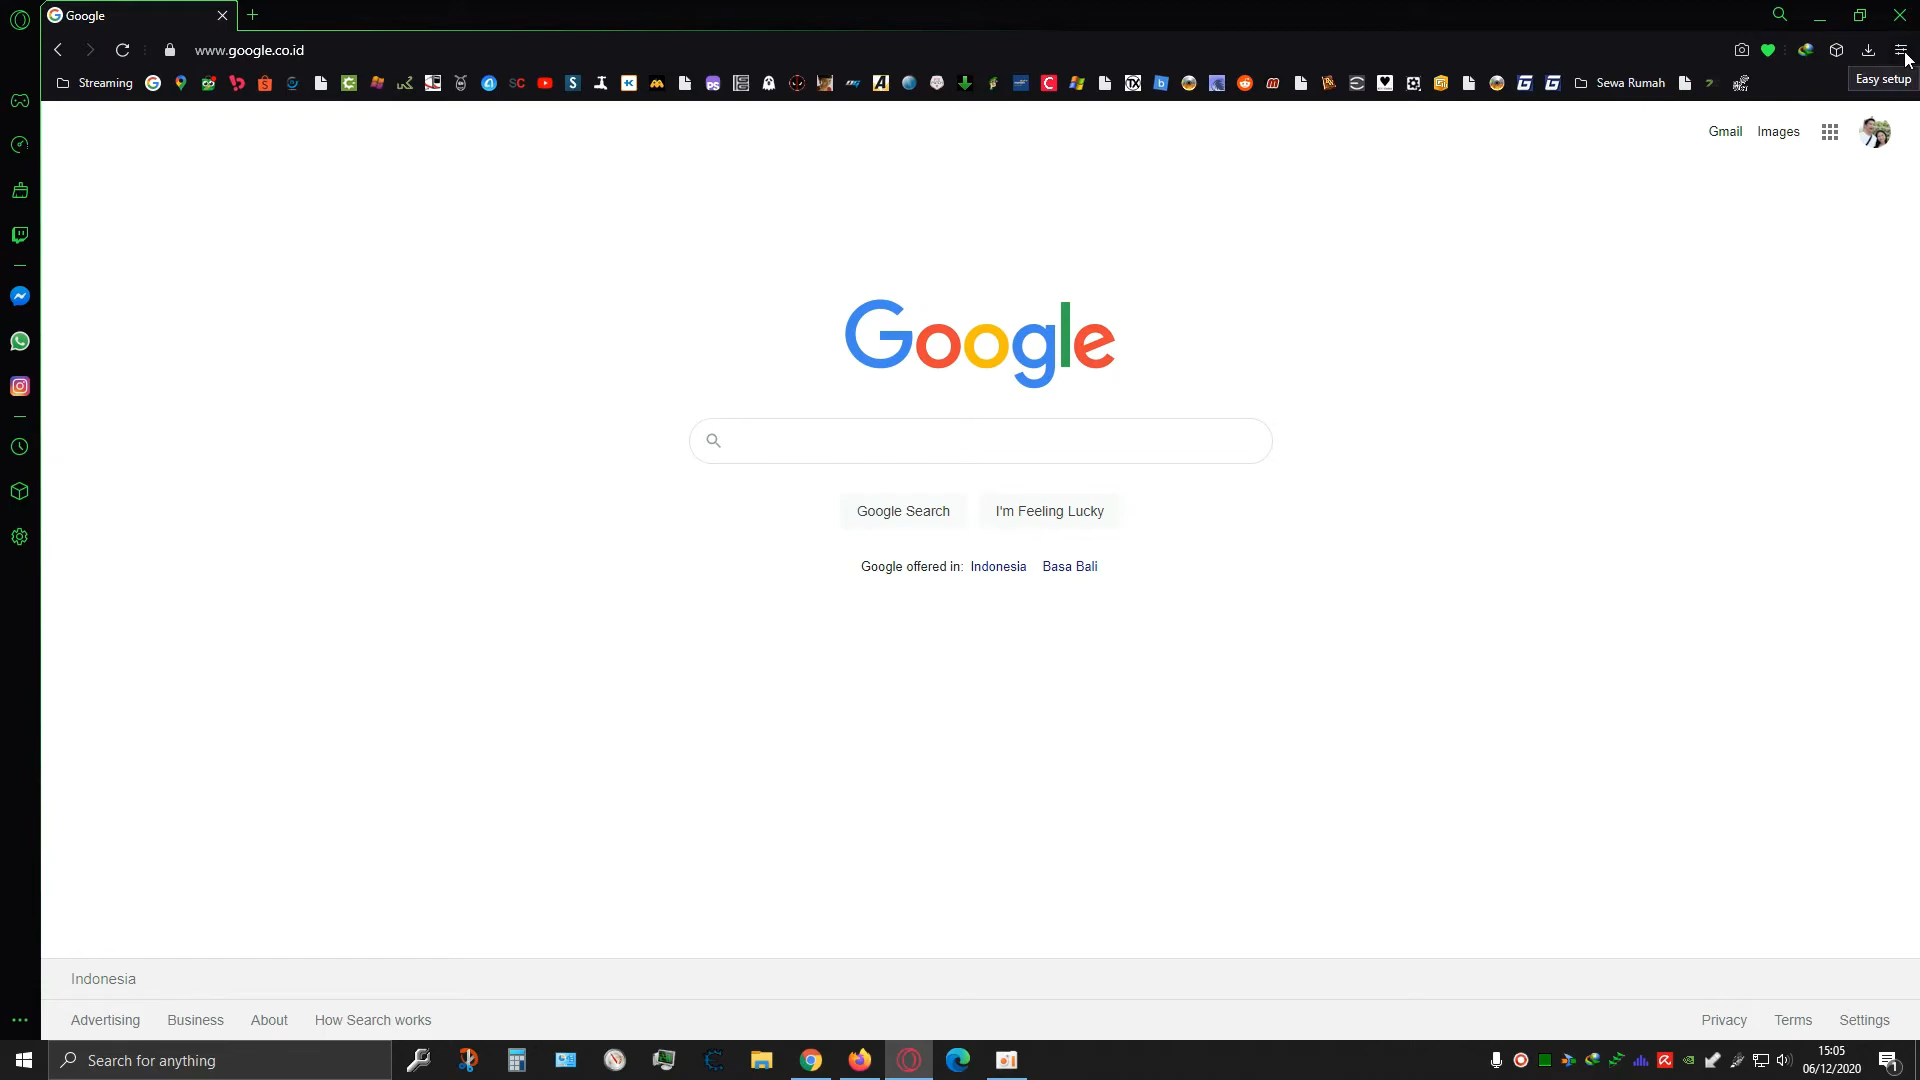 Google
www.google.co.id
Easy setup
Streaming
SC
Sewa Rumah
Gmail
Images
Google
Google Search
I'm Feeling Lucky
Google offered in: Indonesia Basa Bali
Indonesia
Advertising
Business
About
How Search works
Privacy
Terms
Settings
Search for anything
15:05
06/12/2020
1